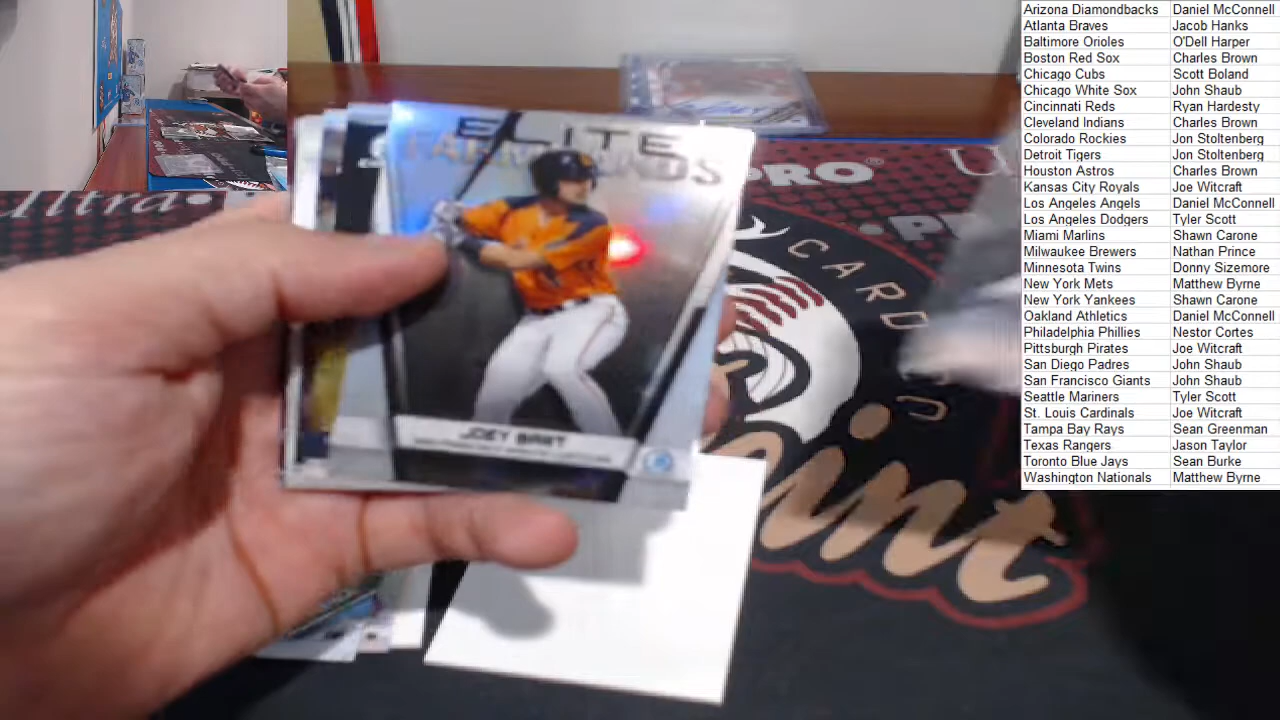 Arizona Diamondbacks Daniel McConnell
Atlanta Braves Jacob Hanks
Baltimore Orioles O'Dell Harper
Boston Red Sox Charles Brown
Chicago Cubs Scott Boland
Chicago White Sox John Shaub
Cincinnati Reds Ryan Hardesty
Cleveland Indians Charles Brown
Colorado Rockies Jon Stoltenberg
Detroit Tigers Jon Stoltenberg
Houston Astros Charles Brown
Kansas City Royals Joe Witcraft
Los Angeles Angels Daniel McConnell
Los Angeles Dodgers Tyler Scott
Miami Marlins Shawn Carone
Milwaukee Brewers Nathan Prince
Minnesota Twins Donny Sizemore
New York Mets Matthew Byrne
New York Yankees Shawn Carone
Oakland Athletics Daniel McConnell
Philadelphia Phillies Nestor Cortes
Pittsburgh Pirates Joe Witcraft
San Diego Padres John Shaub
San Francisco Giants John Shaub
Seattle Mariners Tyler Scott
St. Louis Cardinals Joe Witcraft
Tampa Bay Rays Sean Greenman
Texas Rangers Jason Taylor
Toronto Blue Jays Sean Burke
Washington Nationals Matthew Byrne
ELITE
JOEY BART
Ultra
PRO
CARD
int